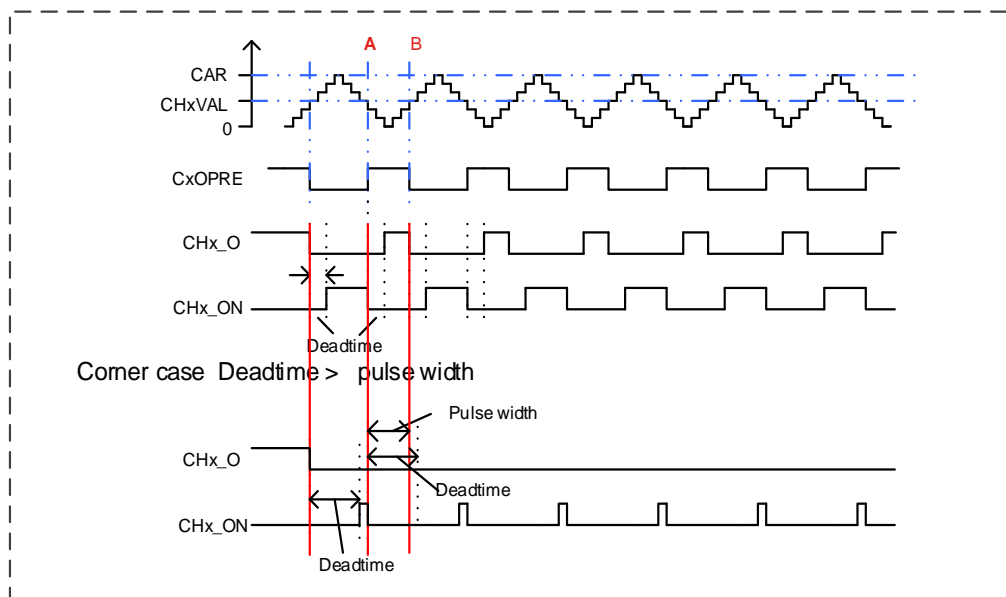 A B
CAR
CHxVAL
0
CxOPRE
CHx_O
CHx_ON
Deadtime
Corner case Deadtime > pulse width
Pulse width
CHx_O
Deadtime
CHx_ON
Deadtime